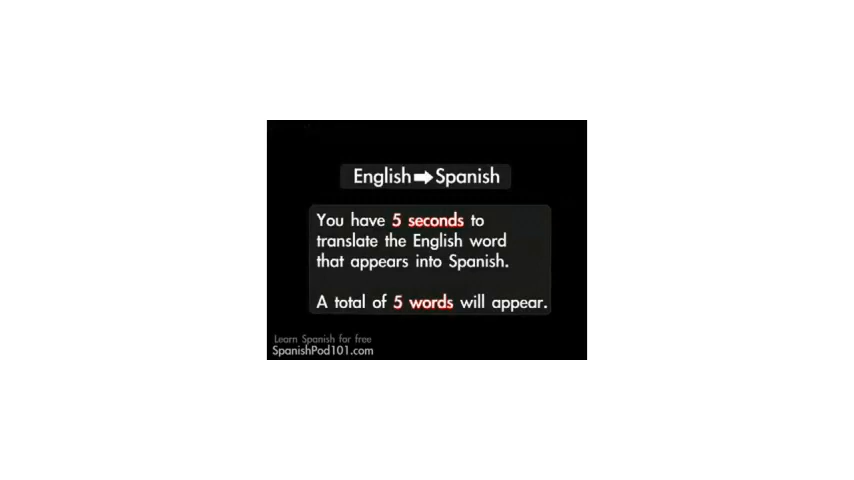 English➡Spanish
You have 5 seconds to
translate the English word
that appears into Spanish.
A total of 5 words will appear.
Learn Spanish for free
SpanishPod101.com